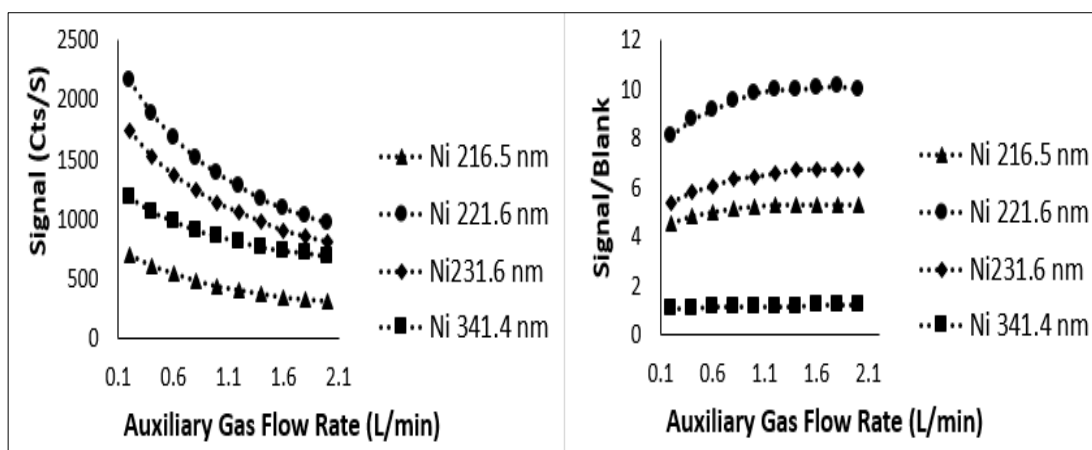 Signal (Cts/S)
2500
2000
1500
1000
500
0
0.1 0.6 1.1 1.6 2.1
Auxiliary Gas Flow Rate (L/min)
Ni 216.5 nm
Ni 221.6 nm
Ni231.6 nm
Ni 341.4 nm
Signal/Blank
12
10
8
6
4
2
0
0.1 0.6 1.1 1.6 2.1
Auxiliary Gas Flow Rate (L/min)
Ni 216.5 nm
Ni 221.6 nm
Ni231.6 nm
Ni 341.4 nm